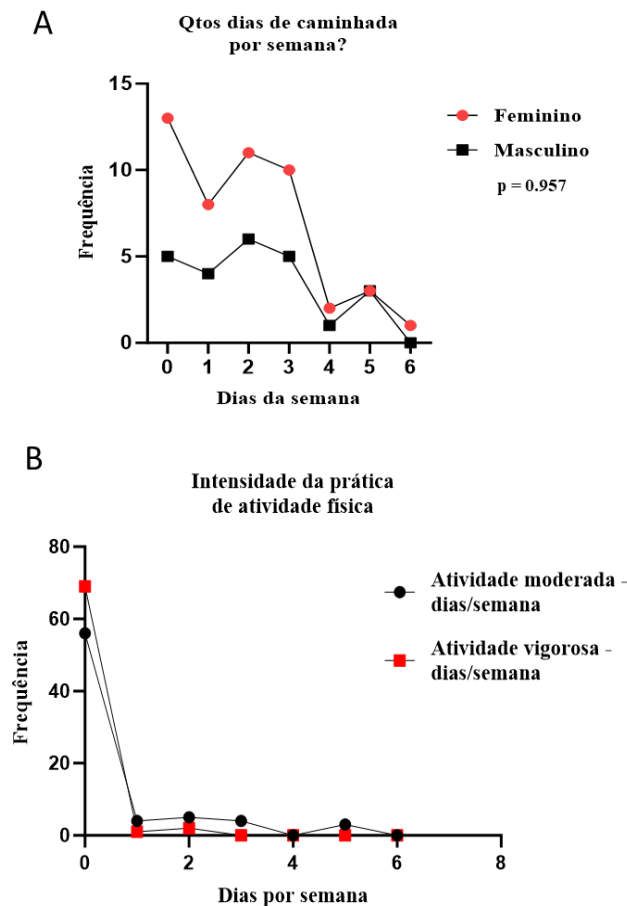 A
Qtos dias de caminhada
por semana?
15
10
5
0
Frequência
0 1 2 3 4 5 6
Dias da semana
Feminino
Masculino
p = 0.957
B
Intensidade da prática
de atividade física
80
60
40
20
0
Frequência
0 2 4 6 8
Dias por semana
Atividade moderada -
dias/semana
Atividade vigorosa -
dias/semana